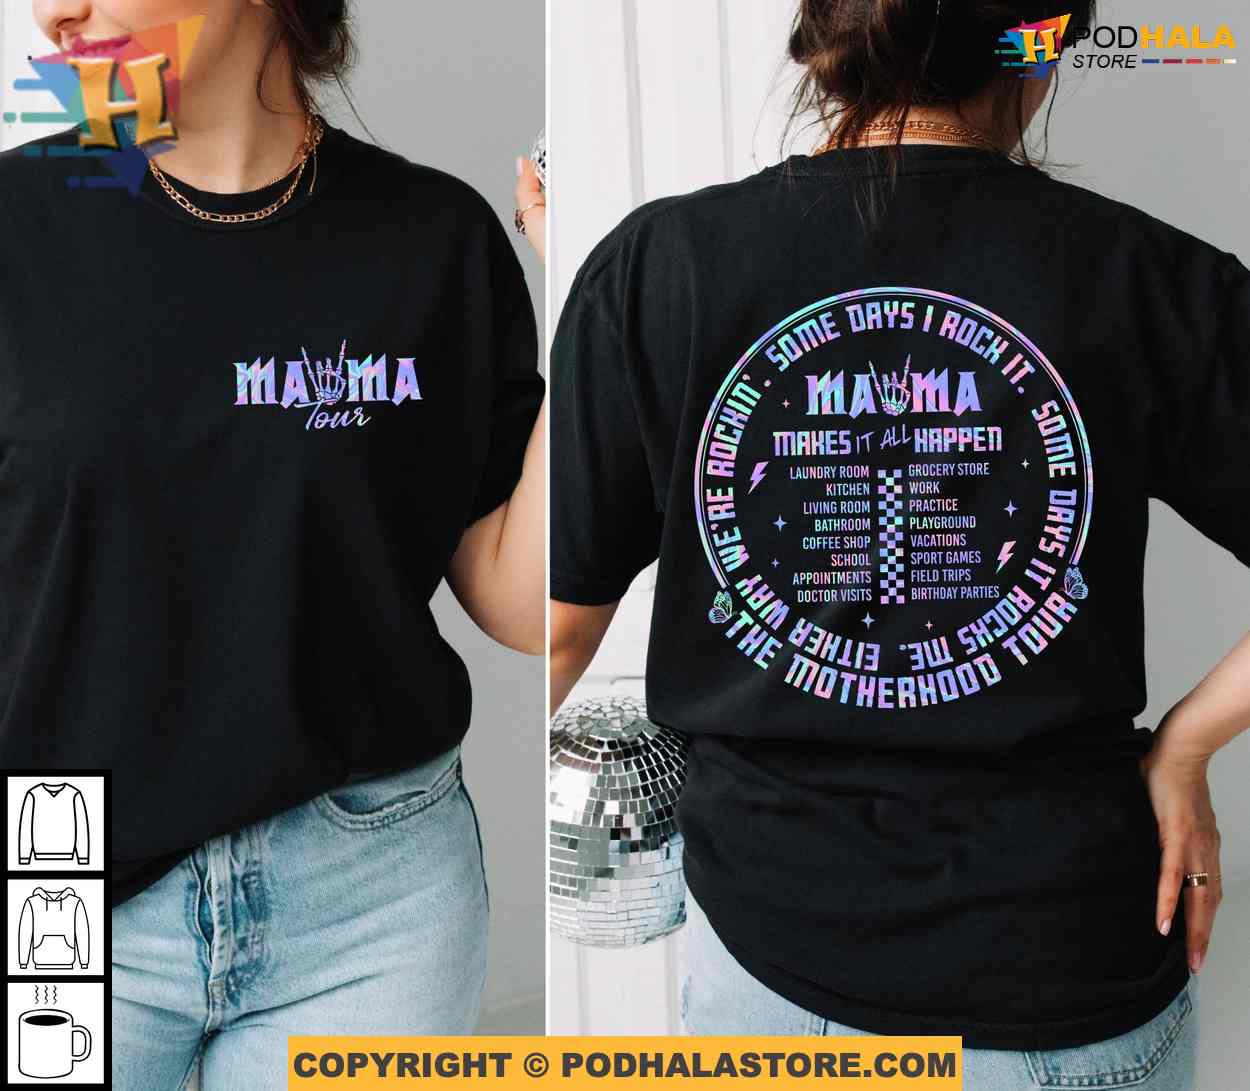 H
H PODHALA
STORE
MAMA
Tour
SOME DAYS I ROCK IT. SOME DAYS IT ROCKS ME. EITHER WAY WE'RE ROCKIN'.
MAMA
MAKES IT ALL HAPPEN
LAUNDRY ROOM GROCERY STORE
KITCHEN WORK
LIVING ROOM PRACTICE
BATHROOM PLAYGROUND
COFFEE SHOP VACATIONS
SCHOOL SPORT GAMES
APPOINTMENTS FIELD TRIPS
DOCTOR VISITS BIRTHDAY PARTIES
THE MOTHERHOOD TOUR
COPYRIGHT © PODHALASTORE.COM